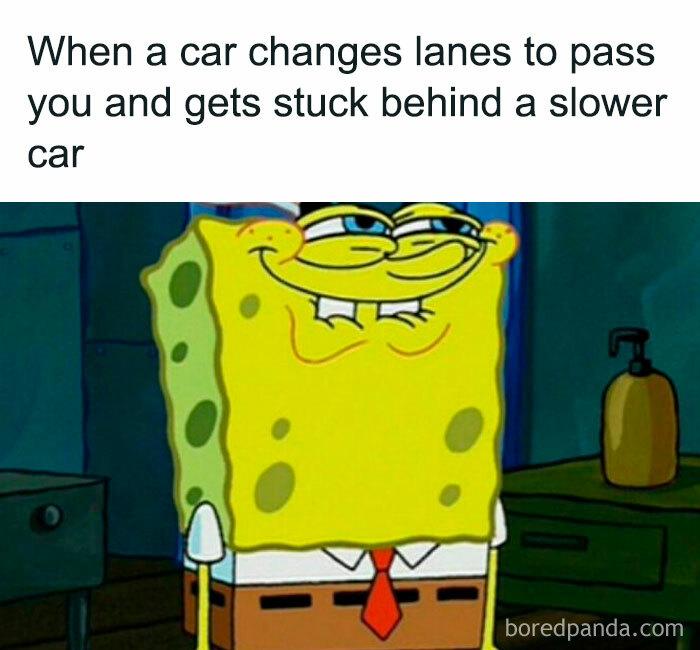 When a car changes lanes to pass
you and gets stuck behind a slower
car
boredpanda.com